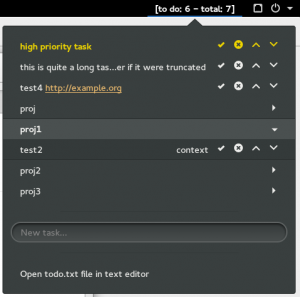 [to do: 6 – total: 7]
high priority task
this is quite a long tas...er if it were truncated
test4 http://example.org
proj
proj1
test2 context
proj2
proj3
New task...
Open todo.txt file in text editor